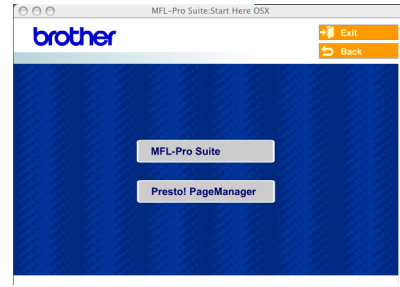 MFL-Pro Suite:Start Here OSX
brother
Exit
Back
MFL-Pro Suite
Presto! PageManager